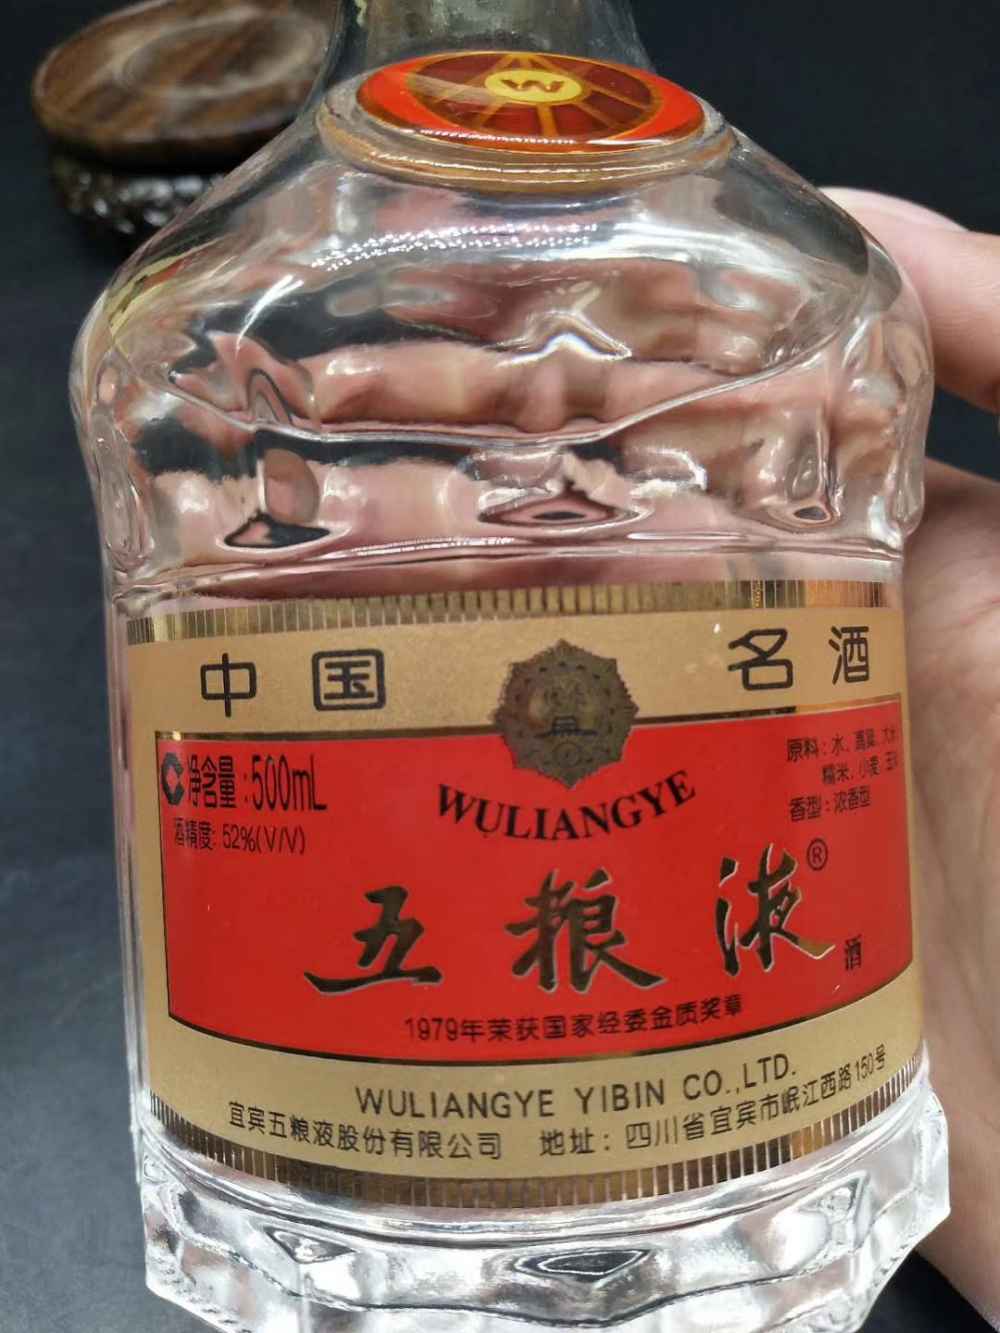 W
中国 名酒
净含量:500mL
酒精度: 52%(V/V)
原料:水、高粱、大
糯米、小麦、玉
香型:浓香型
WULIANGYE
五粮液®
酒
1979年荣获国家经委金质奖章
WULIANGYE YIBIN CO.,LTD.
宜宾五粮液股份有限公司 地址:四川省宜宾市岷江西路150号